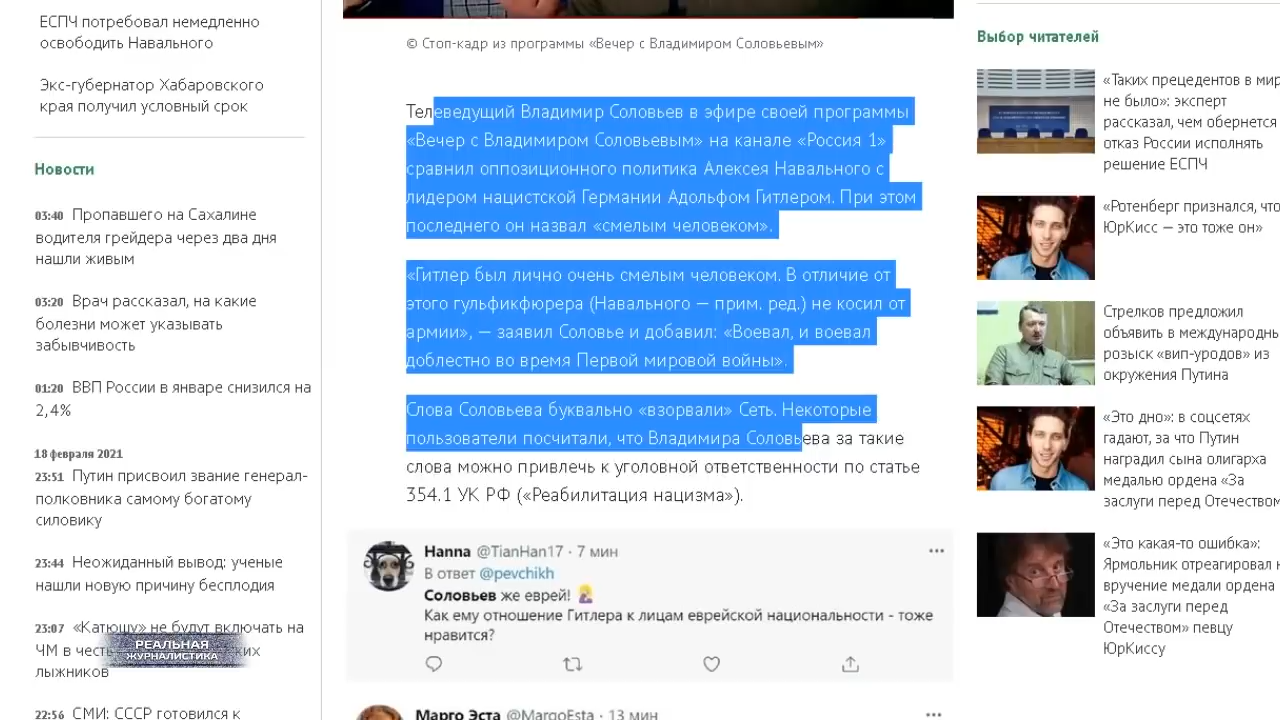 ЕСПЧ потребовал немедленно
освободить Навального
Экс-губернатор Хабаровского
края получил условный срок
Новости
03:40 Пропавшего на Сахалине
водителя грейдера через два дня
нашли живым
03:20 Врач рассказал, на какие
болезни может указывать
забывчивость
01:20 ВВП России в январе снизился на
2,4%
18 февраля 2021
23:51 Путин присвоил звание генерал-
полковника самому богатому
силовику
23:44 Неожиданный вывод: ученые
нашли новую причину бесплодия
23:07 «Катюшу» не будут включать на
ЧМ в честь ких
лыжников
22:56 СМИ: СССР готовился к
РЕАЛЬНАЯ
ЖУРНАЛИСТИКА
© Стоп-кадр из программы «Вечер с Владимиром Соловьевым»
Телеведущий Владимир Соловьев в эфире своей программы
«Вечер с Владимиром Соловьевым» на канале «Россия 1»
сравнил оппозиционного политика Алексея Навального с
лидером нацистской Германии Адольфом Гитлером. При этом
последнего он назвал «смелым человеком».
«Гитлер был лично очень смелым человеком. В отличие от
этого гульфикфюрера (Навального — прим. ред.) не косил от
армии», — заявил Соловье и добавил: «Воевал, и воевал
доблестно во время Первой мировой войны».
Слова Соловьева буквально «взорвали» Сеть. Некоторые
пользователи посчитали, что Владимира Соловьева за такие
слова можно привлечь к уголовной ответственности по статье
354.1 УК РФ («Реабилитация нацизма»).
Hanna @TianHan17 · 7 мин
В ответ @pevchikh
Соловьев же еврей! 🤦
Как ему отношение Гитлера к лицам еврейской национальности - тоже
нравится?
Марго Эста @MargoEsta · 13 мин
Выбор читателей
«Таких прецедентов в мир
не было»: эксперт
рассказал, чем обернется
отказ России исполнять
решение ЕСПЧ
«Ротенберг признался, что
ЮрКисс — это тоже он»
Стрелков предложил
объявить в международнь
розыск «вип-уродов» из
окружения Путина
«Это дно»: в соцсетях
гадают, за что Путин
наградил сына олигарха
медалью ордена «За
заслуги перед Отечеством
«Это какая-то ошибка»:
Ярмольник отреагировал н
вручение медали ордена
«За заслуги перед
Отечеством» певцу
ЮрКиссу